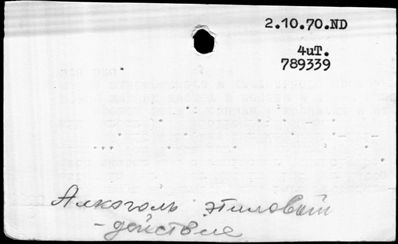 2.10.70.ND
4uT.
789339
Алкоголь этиловый
- действие